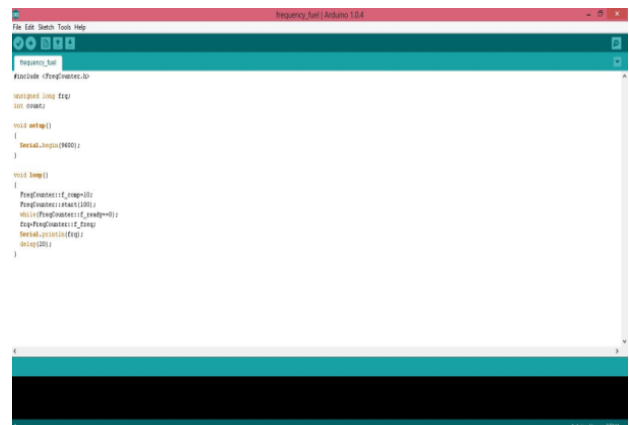 frequency_fuel | Arduino 1.0.4
File Edit Sketch Tools Help
frequency_fuel
#include <FreqCounter.h>
unsigned long frq;
int count;
void setup()
{
Serial.begin(9600);
}
void loop()
{
FreqCounter::f_comp=10;
FreqCounter::start(100);
while(FreqCounter::f_ready==0);
frq=FreqCounter::f_freq;
Serial.println(frq);
delay(20);
}